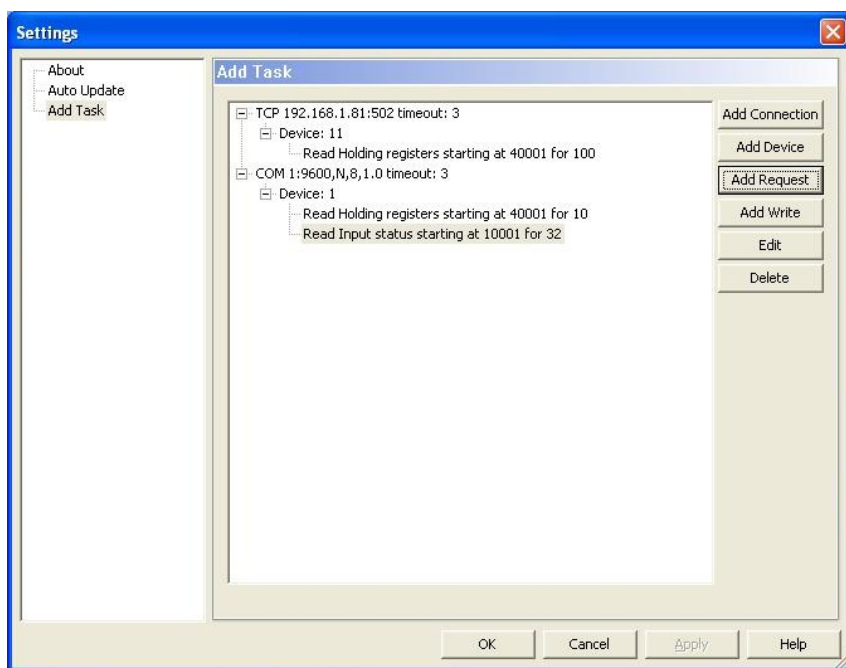 Settings
About
Auto Update
Add Task
Add Task
TCP 192.168.1.81:502 timeout: 3
Device: 11
Read Holding registers starting at 40001 for 100
COM 1:9600,N,8,1.0 timeout: 3
Device: 1
Read Holding registers starting at 40001 for 10
Read Input status starting at 10001 for 32
Add Connection
Add Device
Add Request
Add Write
Edit
Delete
OK
Cancel
Apply
Help